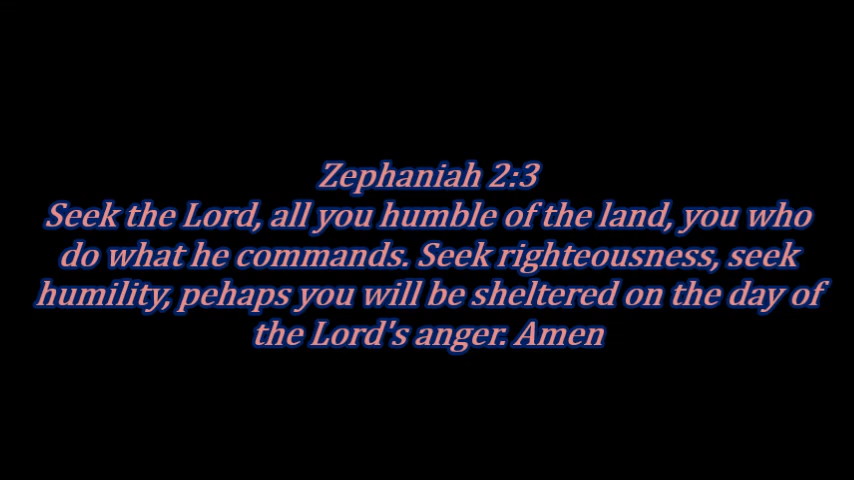 Zephaniah 2:3
Seek the Lord, all you humble of the land, you who
do what he commands. Seek righteousness, seek
humility, pehaps you will be sheltered on the day of
the Lord's anger. Amen